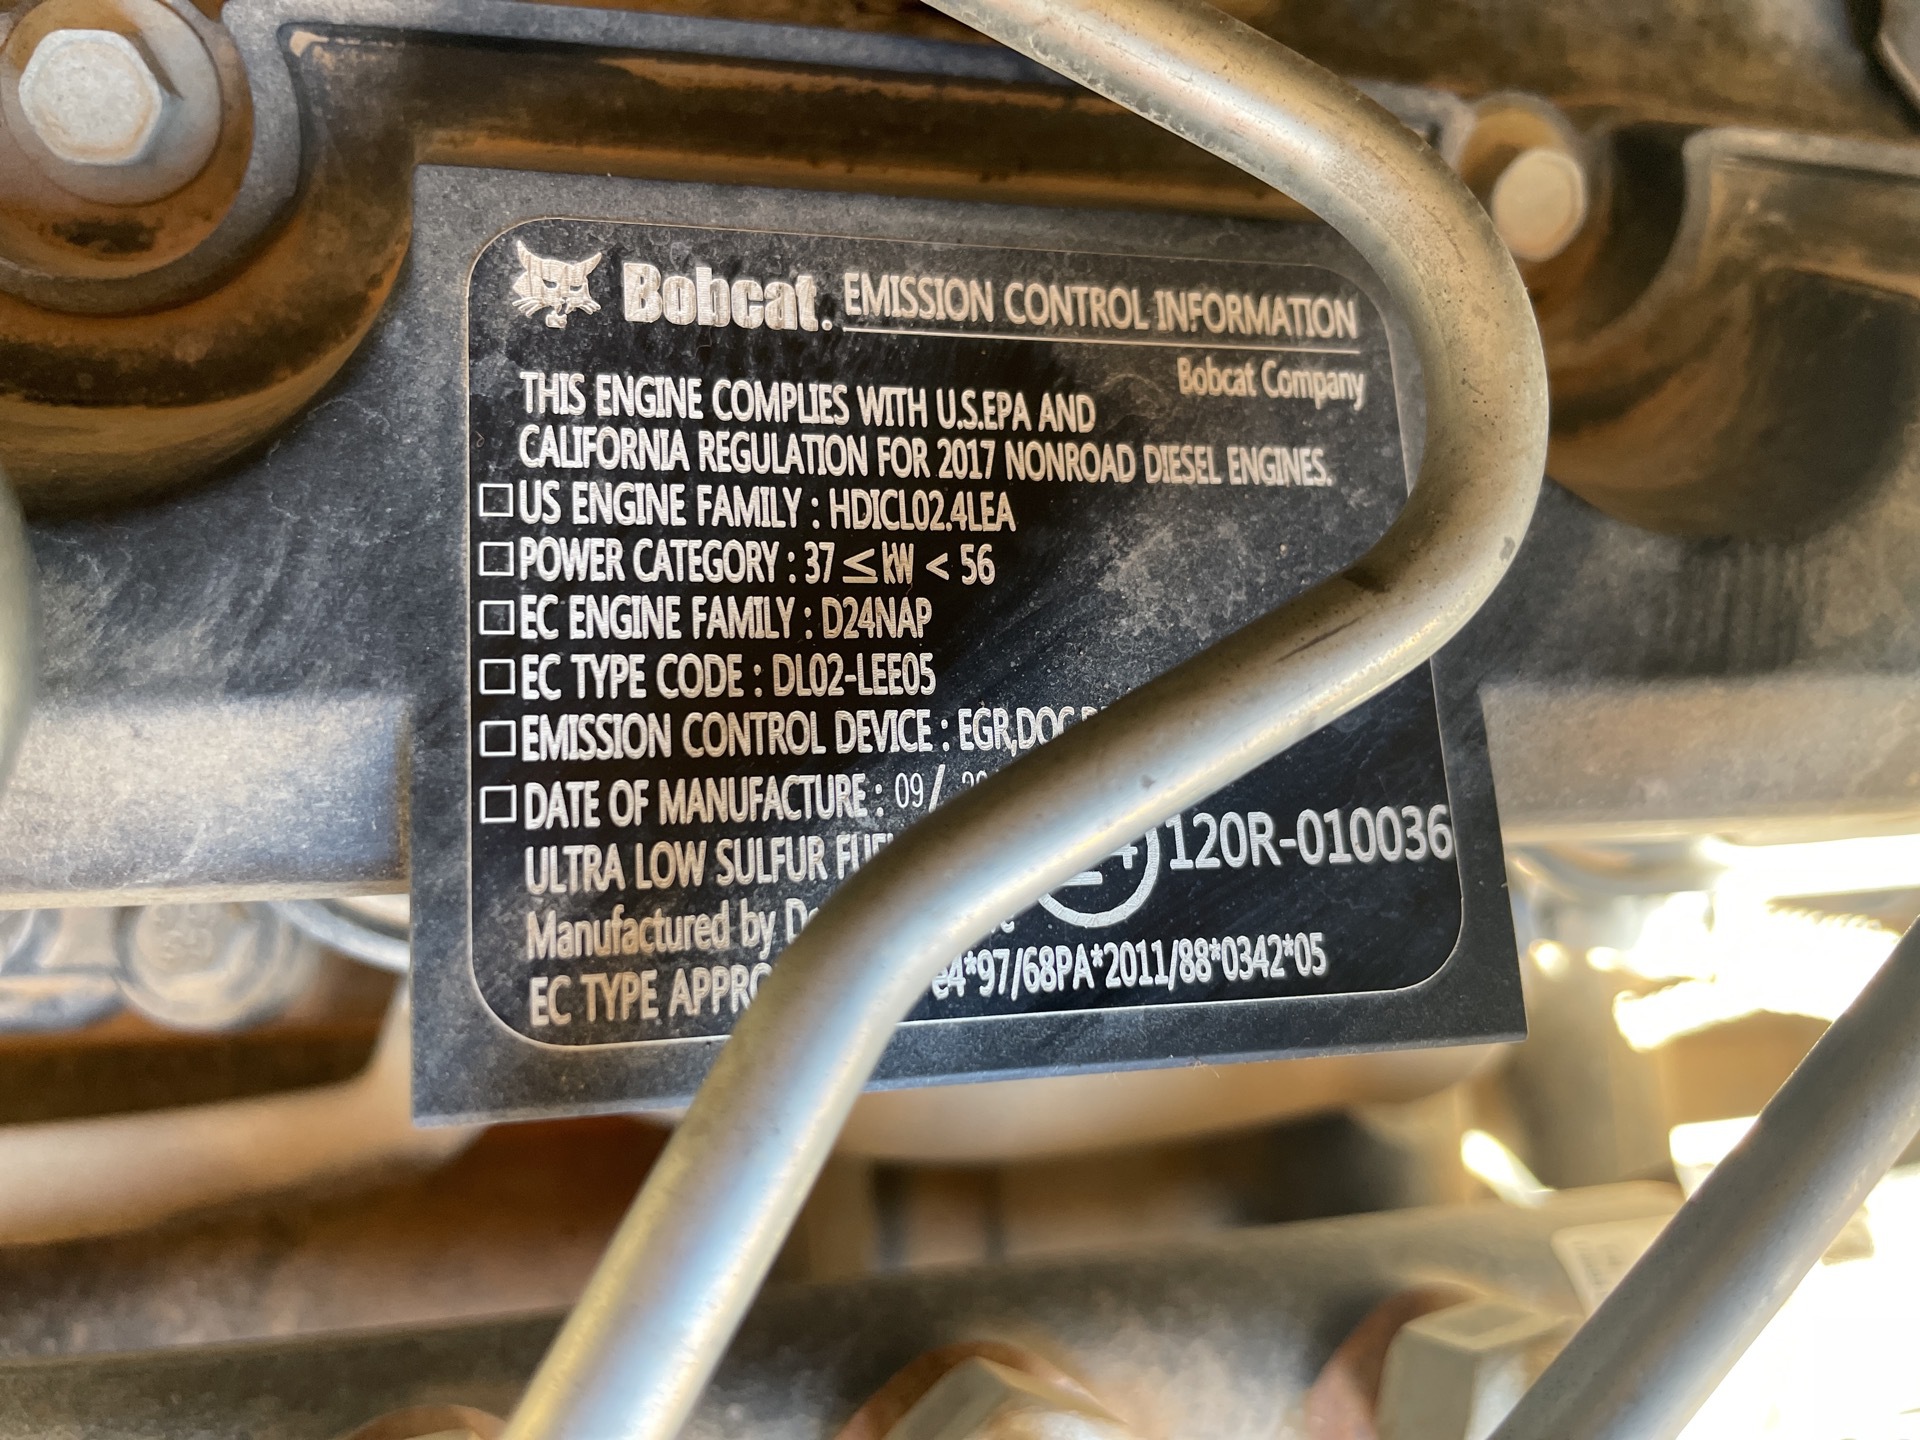 Bobcat. EMISSION CONTROL INFORMATION
Bobcat Company
THIS ENGINE COMPLIES WITH U.S.EPA AND
CALIFORNIA REGULATION FOR 2017 NONROAD DIESEL ENGINES.
US ENGINE FAMILY : HDICL02.4LEA
POWER CATEGORY : 37 ≤ kW < 56
EC ENGINE FAMILY : D24NAP
EC TYPE CODE : DL02-LEE05
EMISSION CONTROL DEVICE : EGR,DOC
DATE OF MANUFACTURE : 09/
ULTRA LOW SULFUR
120R-010036
Manufactured by
EC TYPE
e4*97/68PA*2011/88*0342*05